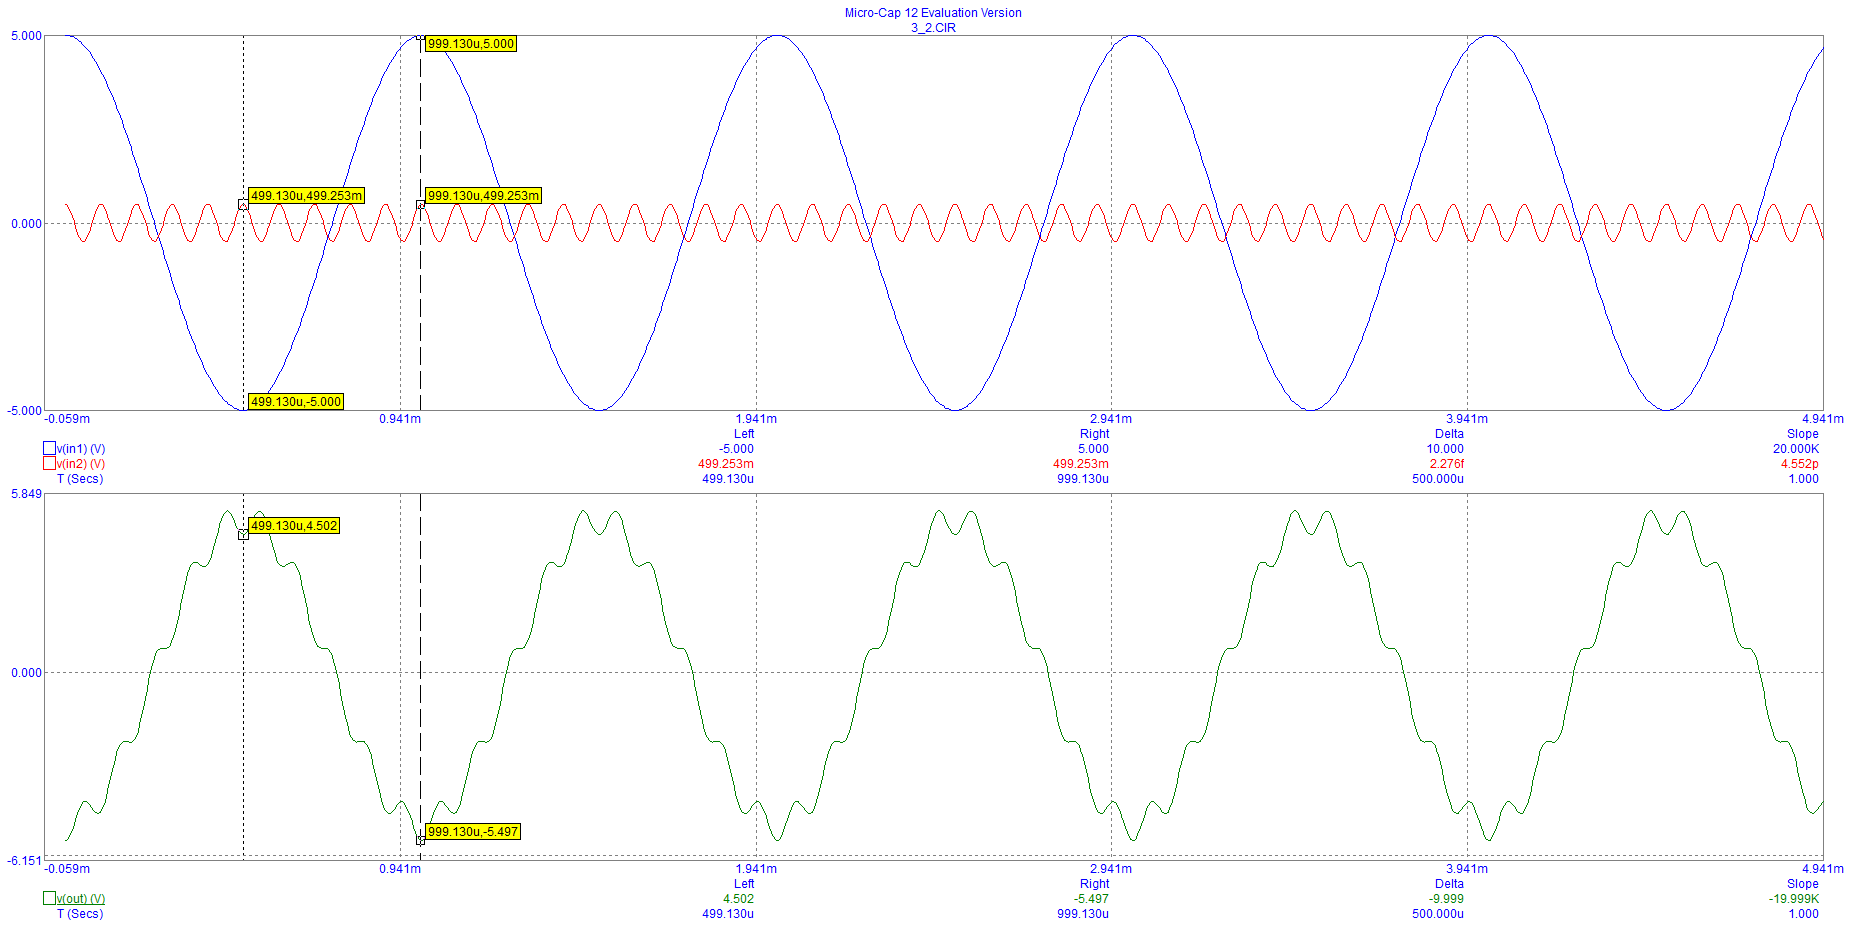 Micro-Cap 12 Evaluation Version
3_2.CIR
5.000
999.130u,5.000
499.130u,499.253m
999.130u,499.253m
0.000
499.130u,-5.000
-5.000
-0.059m 0.941m 1.941m 2.941m 3.941m 4.941m
Left Right Delta Slope
v(in1) (V) -5.000 5.000 10.000 20.000K
v(in2) (V) 499.253m 499.253m 2.276f 4.552p
T (Secs) 499.130u 999.130u 500.000u 1.000
5.849
499.130u,4.502
0.000
999.130u,-5.497
-6.151
-0.059m 0.941m 1.941m 2.941m 3.941m 4.941m
Left Right Delta Slope
v(out) (V) 4.502 -5.497 -9.999 -19.999K
T (Secs) 499.130u 999.130u 500.000u 1.000